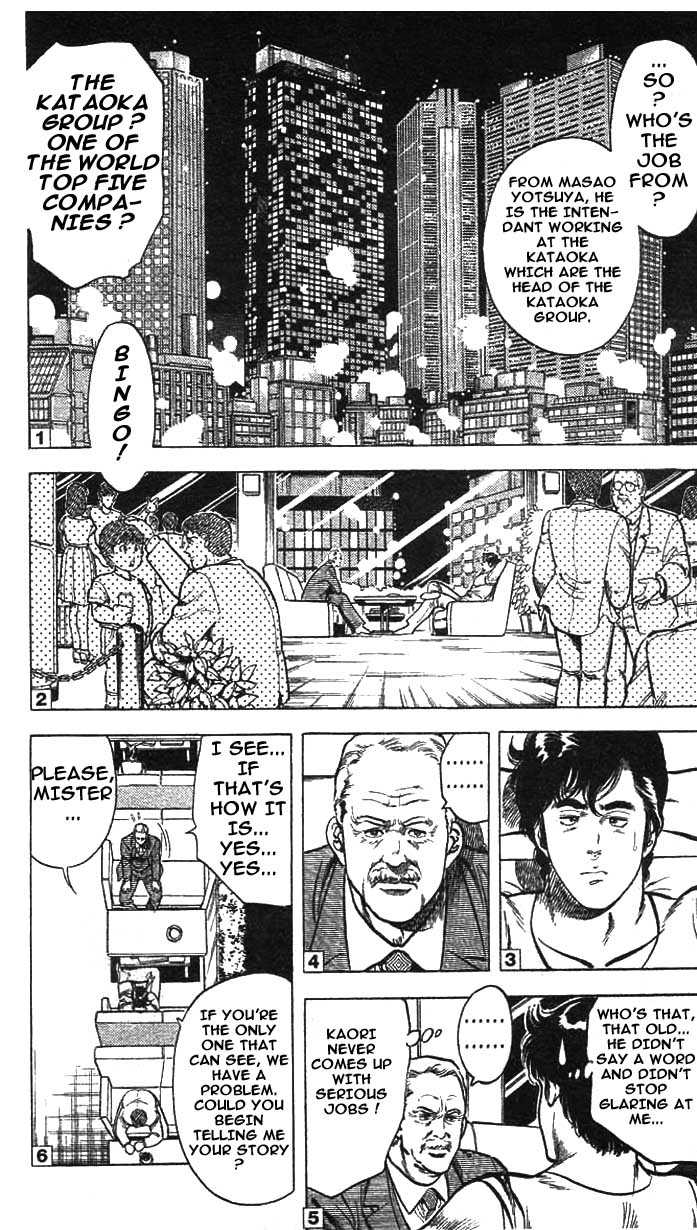 ...
SO
?
WHO'S
THE
JOB
FROM
?
FROM MASAO
YOTSUYA, HE
IS THE INTEN-
DANT WORKING
AT THE
KATAOKA
WHICH ARE THE
HEAD OF THE
KATAOKA
GROUP.
THE
KATAOKA
GROUP?
ONE OF
THE WORLD
TOP FIVE
COMPA-
NIES?
BINGO!
1
2
3
......
......
4
WHO'S THAT,
THAT OLD...
HE DIDN'T
SAY A WORD
AND DIDN'T
STOP
GLARING AT
ME...
......
......
KAORI
NEVER
COMES UP
WITH
SERIOUS
JOBS!
5
I SEE...
IF
THAT'S
HOW IT
IS...
YES...
YES...
PLEASE,
MISTER
...
IF YOU'RE
THE ONLY
ONE THAT
CAN SEE, WE
HAVE A
PROBLEM.
COULD YOU
BEGIN
TELLING ME
YOUR STORY
?
6